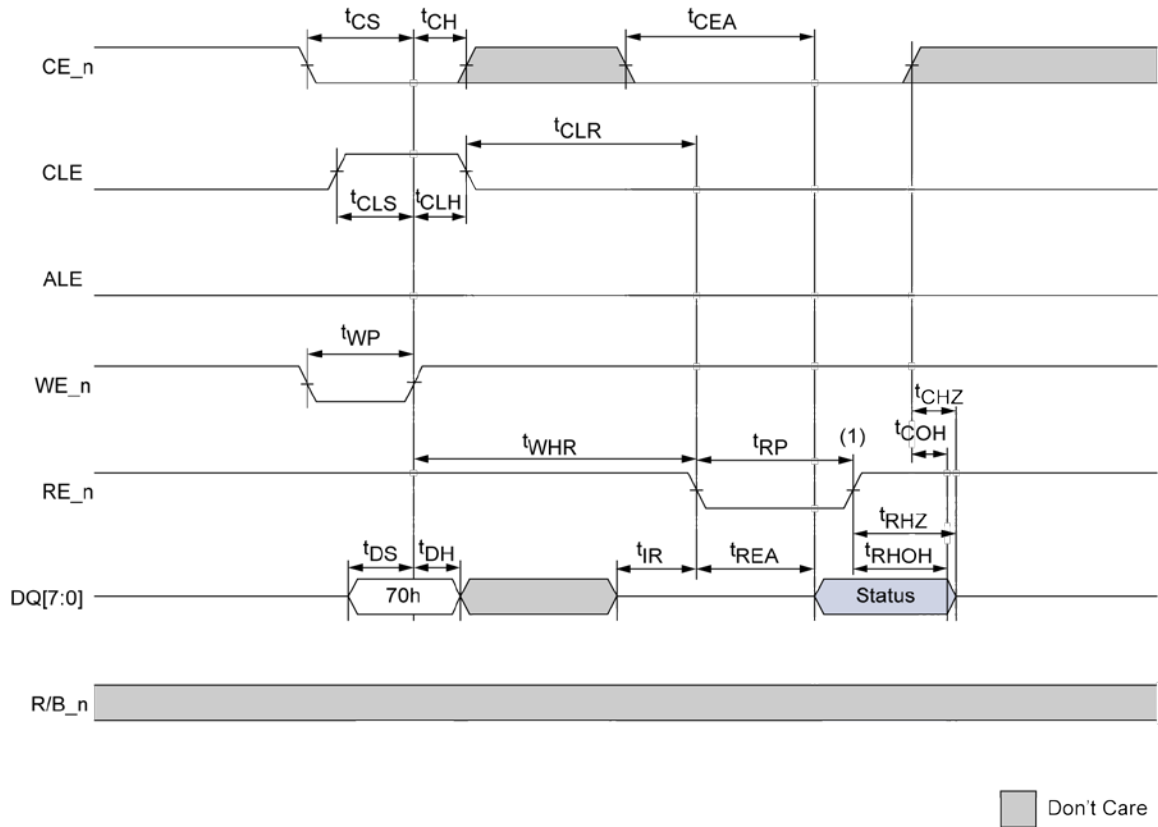 tCS
tCH
tCEA
CE_n
tCLR
CLE
tCLS
tCLH
ALE
tWP
WE_n
tCHZ
tCOH
tWHR
tRP
(1)
RE_n
tRHZ
tDS
tDH
tIR
tREA
tRHOH
DQ[7:0]
70h
Status
R/B_n
Don't Care